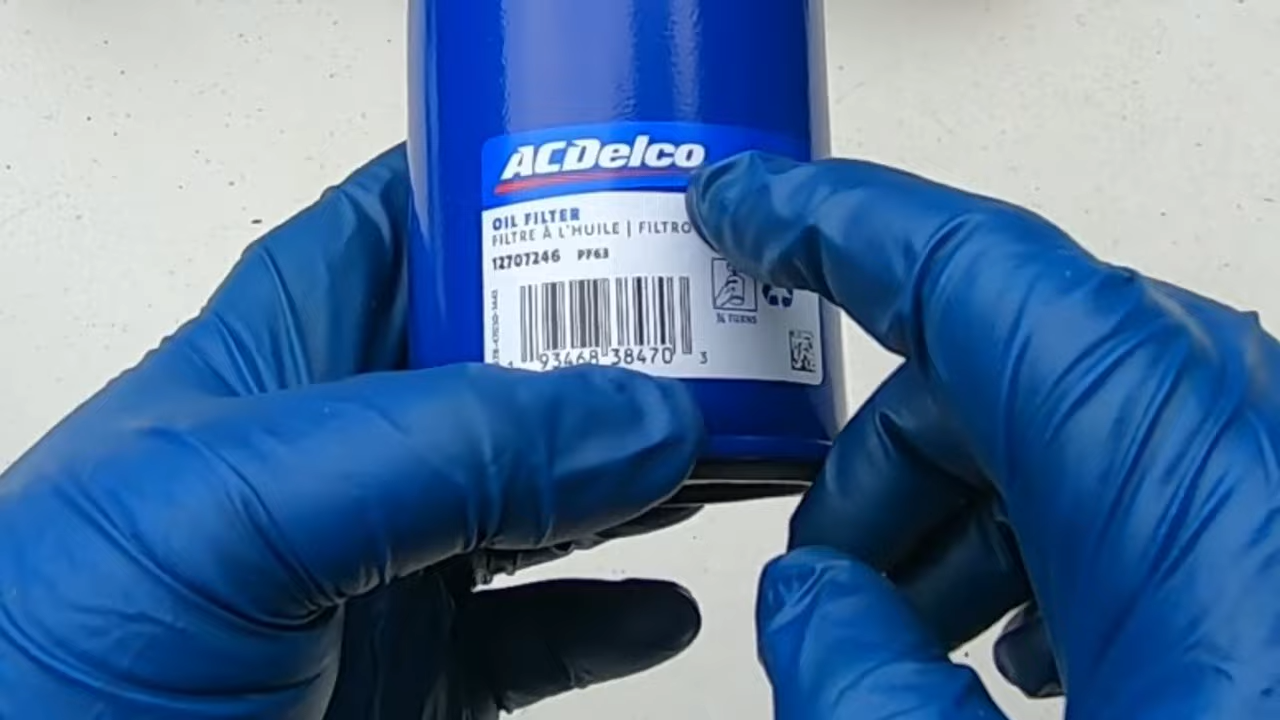 ACDelco
OIL FILTER
FILTRE À L'HUILE | FILTRO
12707246 PF63
¾ TURNS
93468 38470 3